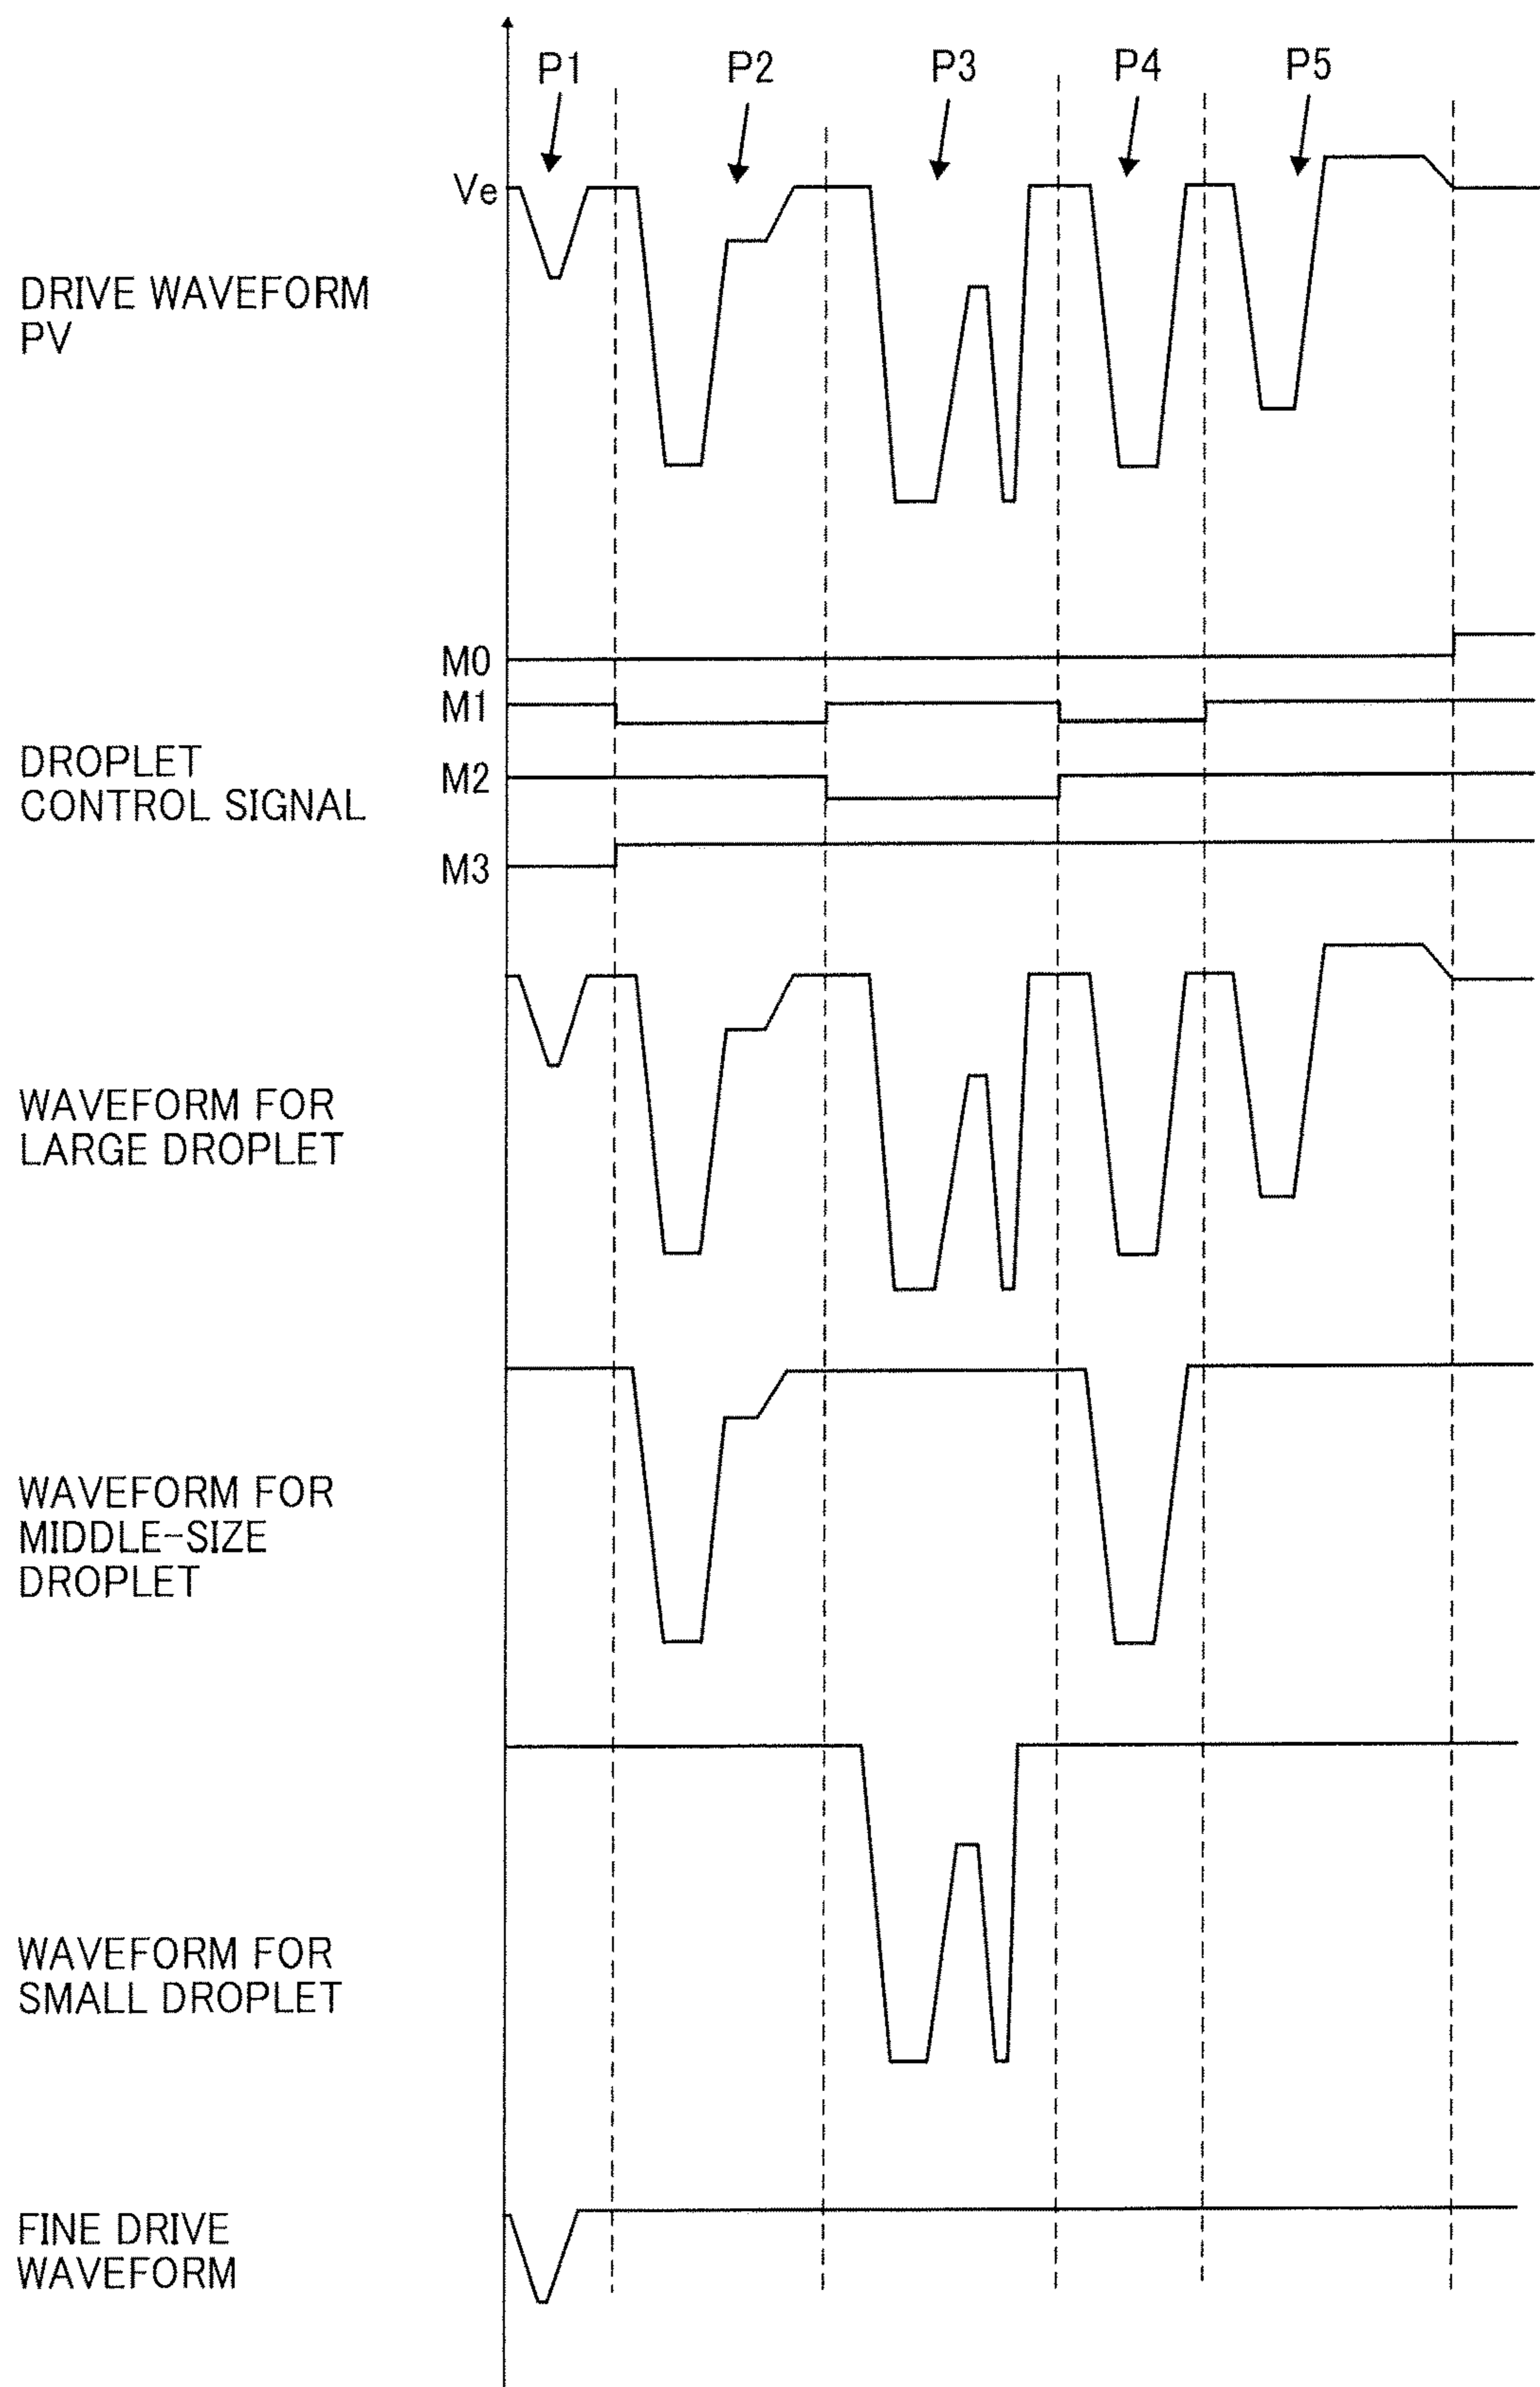 P1 P2 P3 P4 P5
Ve
DRIVE WAVEFORM
PV
M0
M1
DROPLET
CONTROL SIGNAL
M2
M3
WAVEFORM FOR
LARGE DROPLET
WAVEFORM FOR
MIDDLE-SIZE
DROPLET
WAVEFORM FOR
SMALL DROPLET
FINE DRIVE
WAVEFORM